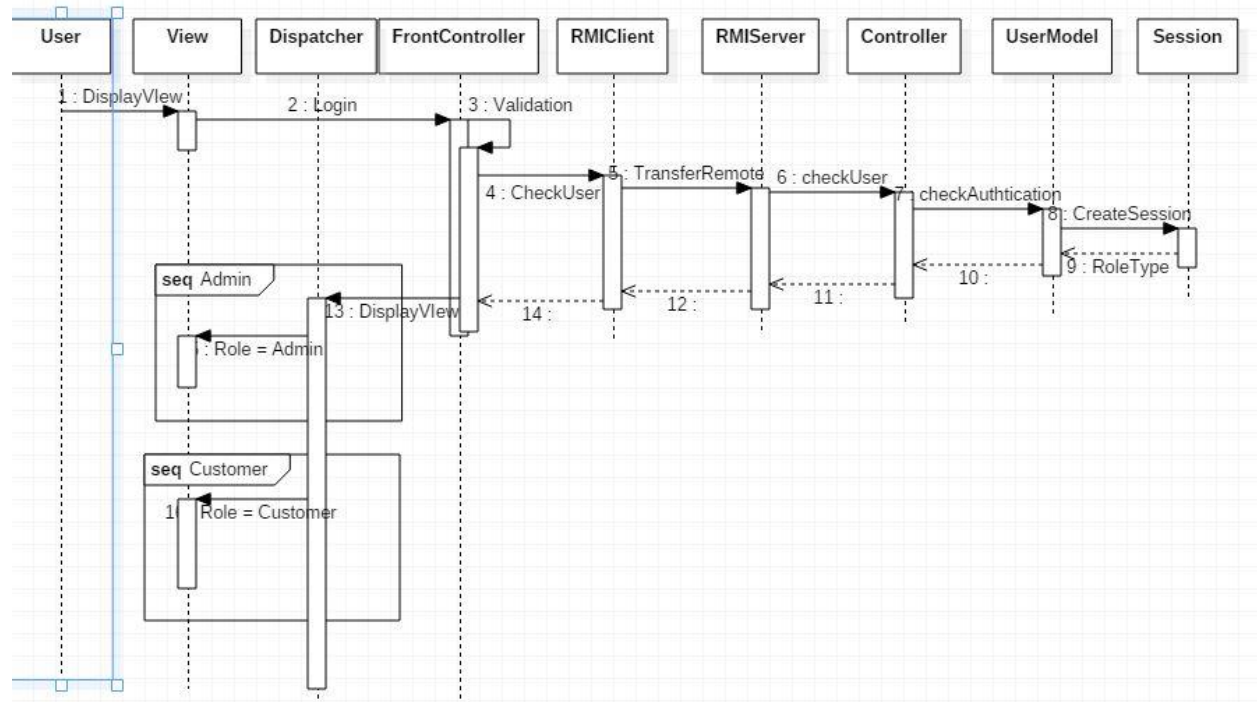 User
View
Dispatcher
FrontController
RMIClient
RMIServer
Controller
UserModel
Session
1 : DisplayVIew
2 : Login
3 : Validation
4 : CheckUser
5 : TransferRemote
6 : checkUser
7 : checkAuthtication
8 : CreateSession
9 : RoleType
10 :
11 :
12 :
seq Admin
13 : DisplayVIew
14 :
: Role = Admin
seq Customer
Role = Customer